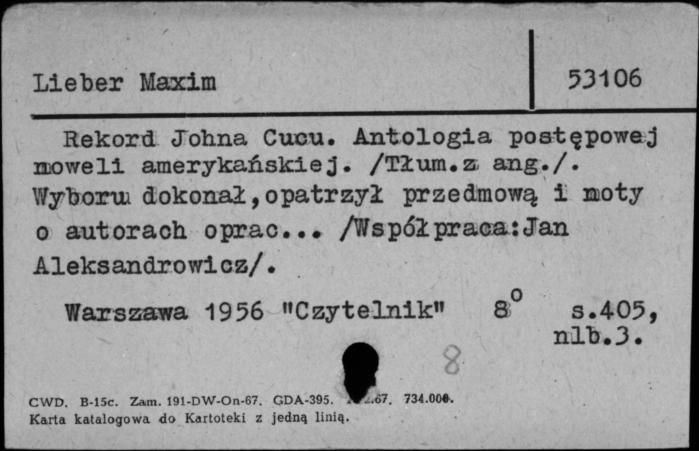 Lieber Maxim 53106
Rekord Johna Cucu. Antologia postępowej
noweli amerykańskiej. /Tłum.z ang./.
Wyboru dokonał,opatrzył przedmową i noty
o autorach oprac... /Współpraca:Jan
Aleksandrowicz/.
Warszawa 1956 "Czytelnik" 8° s.405,
nlb.3.
8
CWD. B-15c. Zam. 191-DW-On-67. GDA-395. 67. 734.000.
Karta katalogowa do Kartoteki z jedną linią.